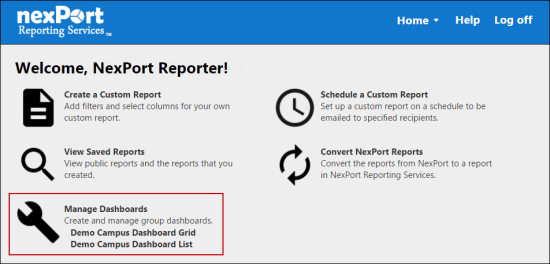 nexPort
Reporting Services™
Home
Help
Log off
Welcome, NexPort Reporter!
Create a Custom Report
Add filters and select columns for your own
custom report.
Schedule a Custom Report
Set up a custom report on a schedule to be
emailed to specified recipients.
View Saved Reports
View public reports and the reports that you
created.
Convert NexPort Reports
Convert the reports from NexPort to a report
in NexPort Reporting Services.
Manage Dashboards
Create and manage group dashboards.
Demo Campus Dashboard Grid
Demo Campus Dashboard List